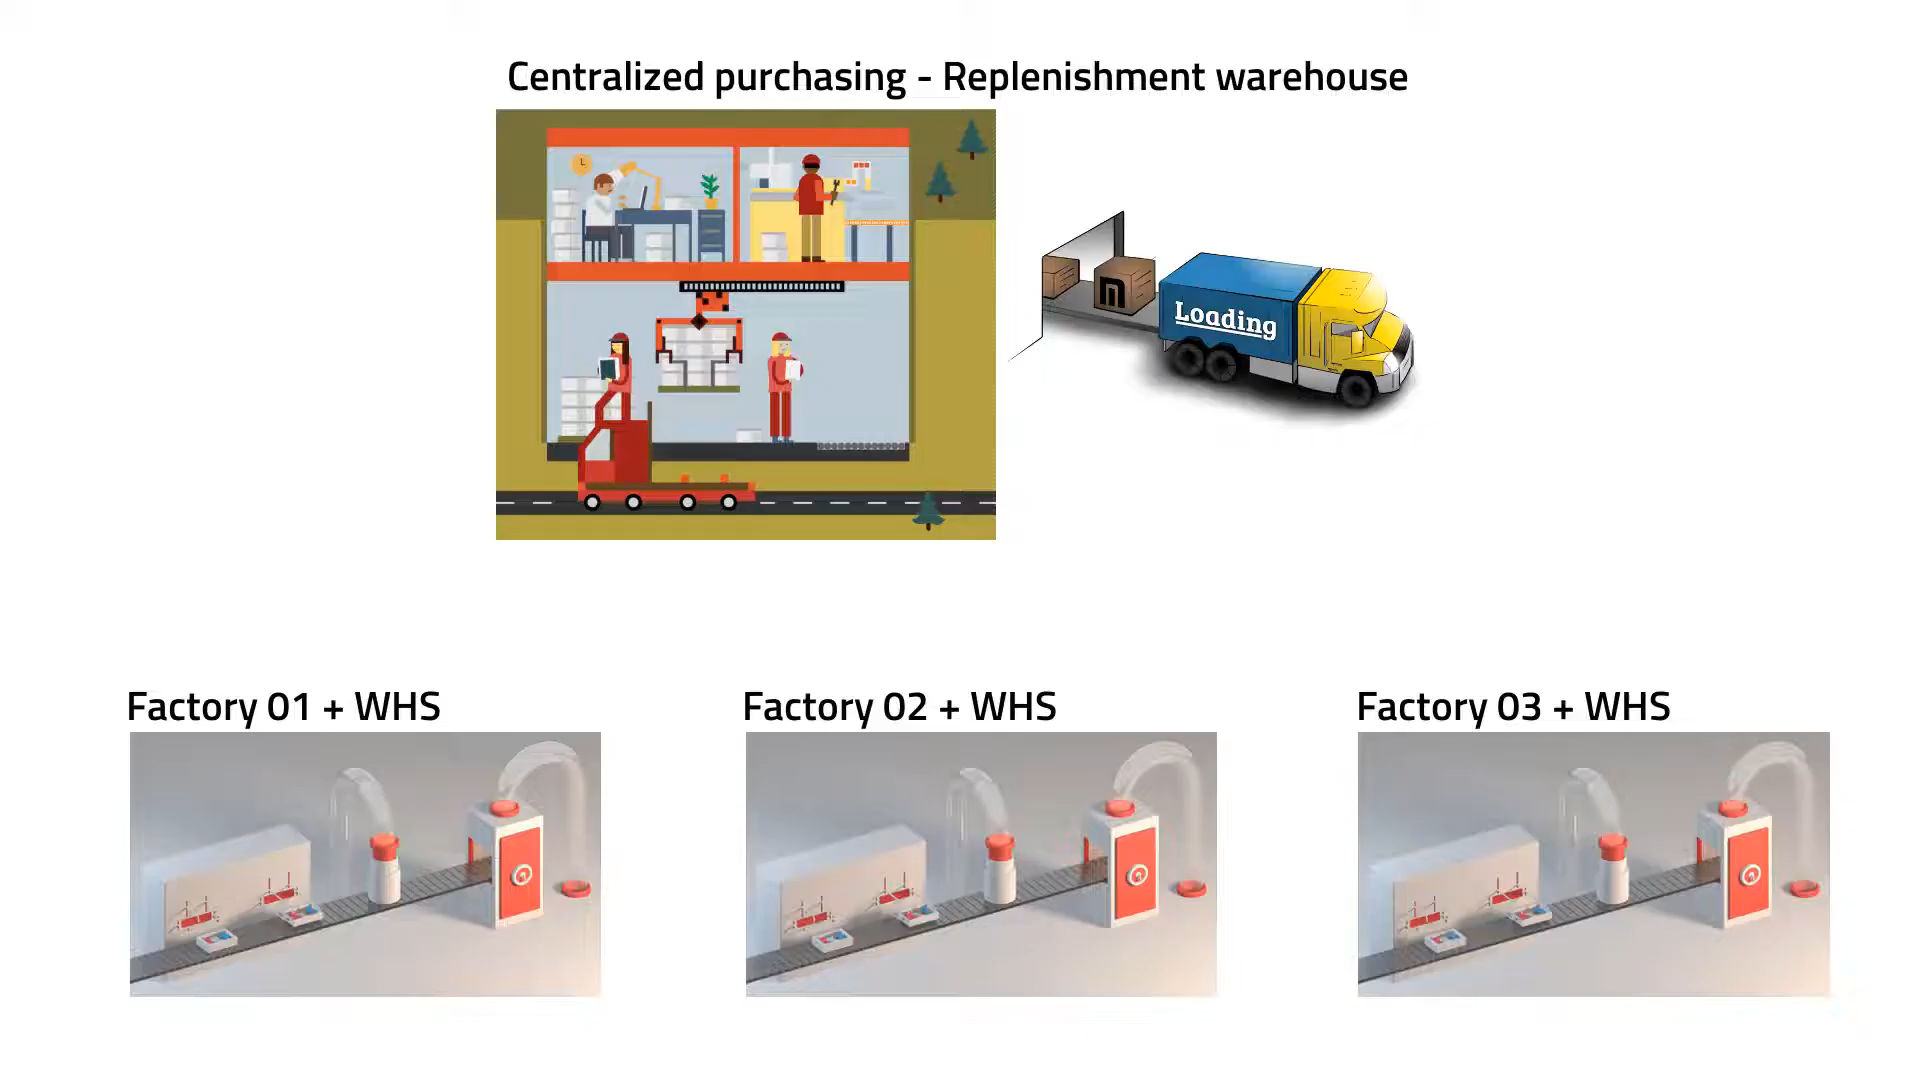 Centralized purchasing - Replenishment warehouse
Loading
Factory 01 + WHS
Factory 02 + WHS
Factory 03 + WHS